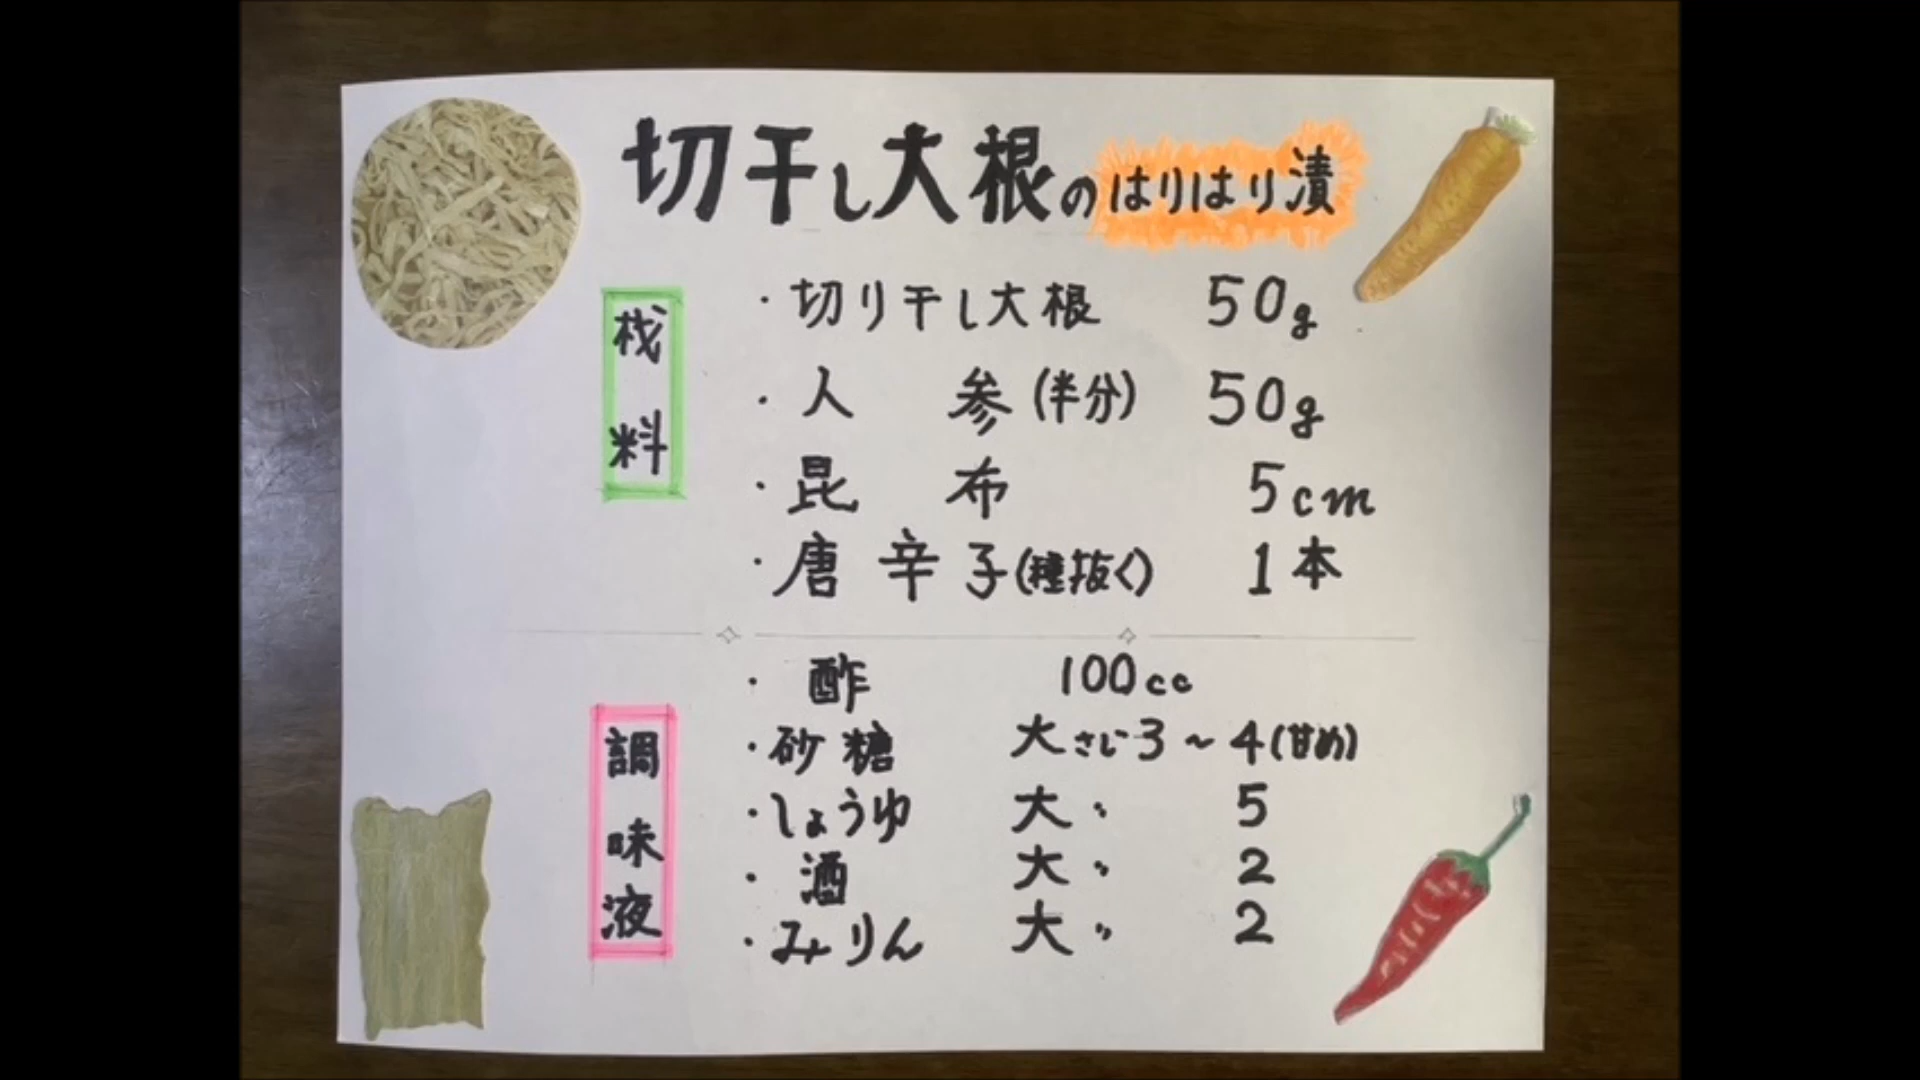 切干し大根のはりはり漬
材料
・切り干し大根 50g
・人参(半分) 50g
・昆布 5cm
・唐辛子(種抜く) 1本
調味液
・酢 100cc
・砂糖 大さじ3～4(甘め)
・しょうゆ 大〃 5
・酒 大〃 2
・みりん 大〃 2